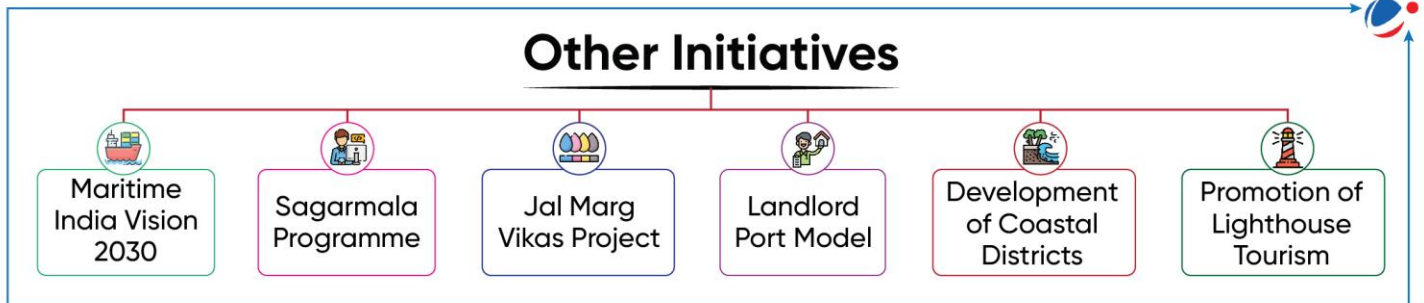 Other Initiatives
Maritime
India Vision
2030
Sagarmala
Programme
Jal Marg
Vikas Project
Landlord
Port Model
Development
of Coastal
Districts
Promotion of
Lighthouse
Tourism